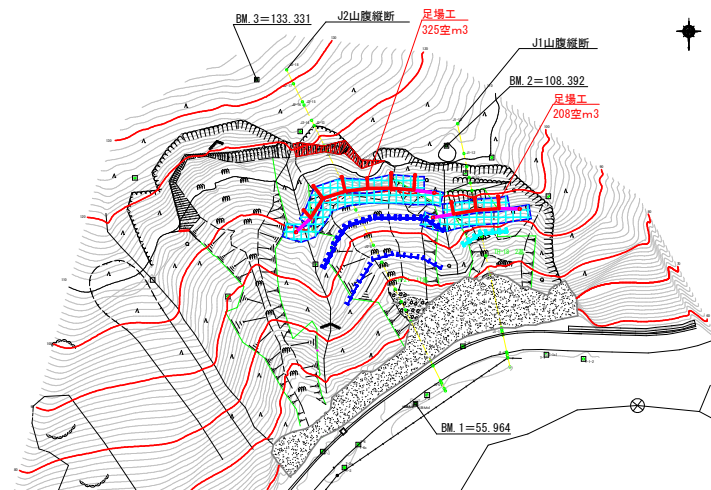 BM.3=133.331
J2山腹縦断
足場工
325空m3
J1山腹縦断
BM.2=108.392
足場工
208空m3
BM.1=55.964